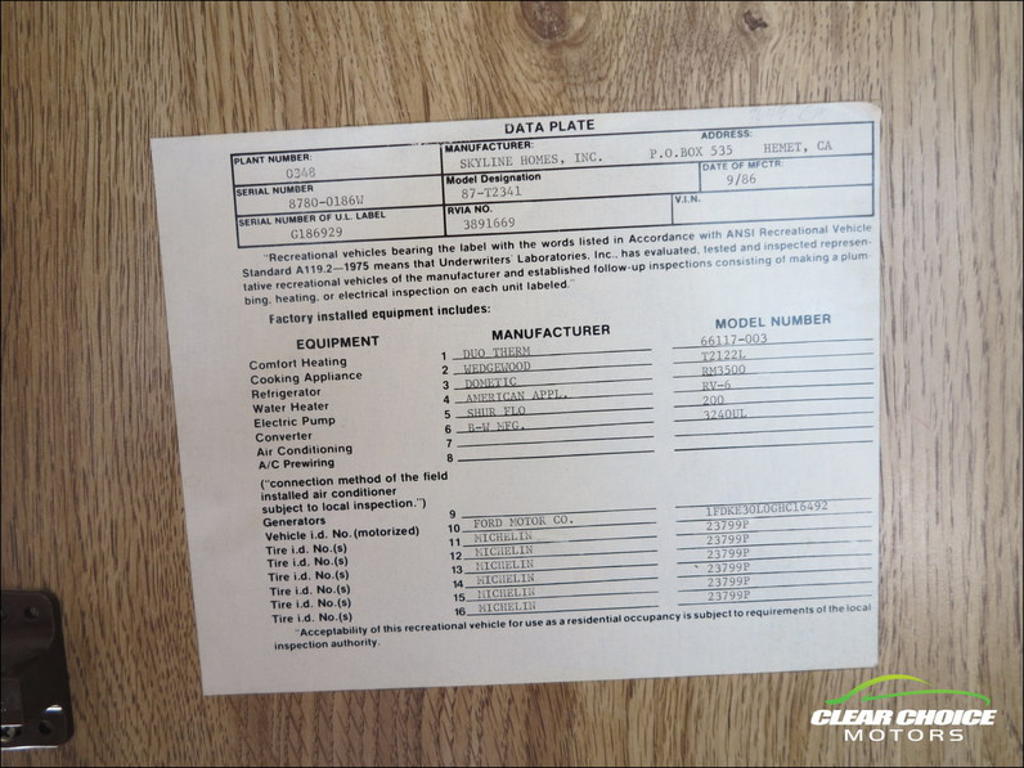 DATA PLATE
PLANT NUMBER: MANUFACTURER: ADDRESS:
0348 SKYLINE HOMES, INC. P.O.BOX 535 HEMET, CA
SERIAL NUMBER Model Designation DATE OF MFCTR.
8780-0186W 87-T2341 9/86
SERIAL NUMBER OF U.L. LABEL RVIA NO. V.I.N.
G186929 3891669
"Recreational vehicles bearing the label with the words listed in Accordance with ANSI Recreational Vehicle
Standard A119.2—1975 means that Underwriters' Laboratories, Inc., has evaluated, tested and inspected represen-
tative recreational vehicles of the manufacturer and established follow-up inspections consisting of making a plum-
bing, heating, or electrical inspection on each unit labeled."
Factory installed equipment includes:
EQUIPMENT MANUFACTURER MODEL NUMBER
Comfort Heating 1 DUO THERM 66117-003
Cooking Appliance 2 WEDGEWOOD T2122L
Refrigerator 3 DOMETIC RM3500
Water Heater 4 AMERICAN APPL. RV-6
Electric Pump 5 SHUR FLO 200
Converter 6 B-W MFG. 3240UL
Air Conditioning 7
A/C Prewiring 8
("connection method of the field
installed air conditioner
subject to local inspection.")
Generators 9
Vehicle i.d. No.(motorized) 10 FORD MOTOR CO. 1FDKE30L0GHC16492
Tire i.d. No.(s) 11 MICHELIN 23799P
Tire i.d. No.(s) 12 MICHELIN 23799P
Tire i.d. No.(s) 13 MICHELIN 23799P
Tire i.d. No.(s) 14 MICHELIN 23799P
Tire i.d. No.(s) 15 MICHELIN 23799P
Tire i.d. No.(s) 16 MICHELIN 23799P
"Acceptability of this recreational vehicle for use as a residential occupancy is subject to requirements of the local
inspection authority.
CLEAR CHOICE
MOTORS